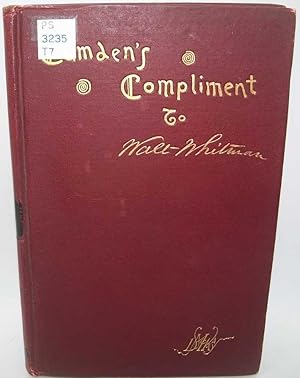 PS
3235
T7
Camden's
Compliment
To
Walt Whitman